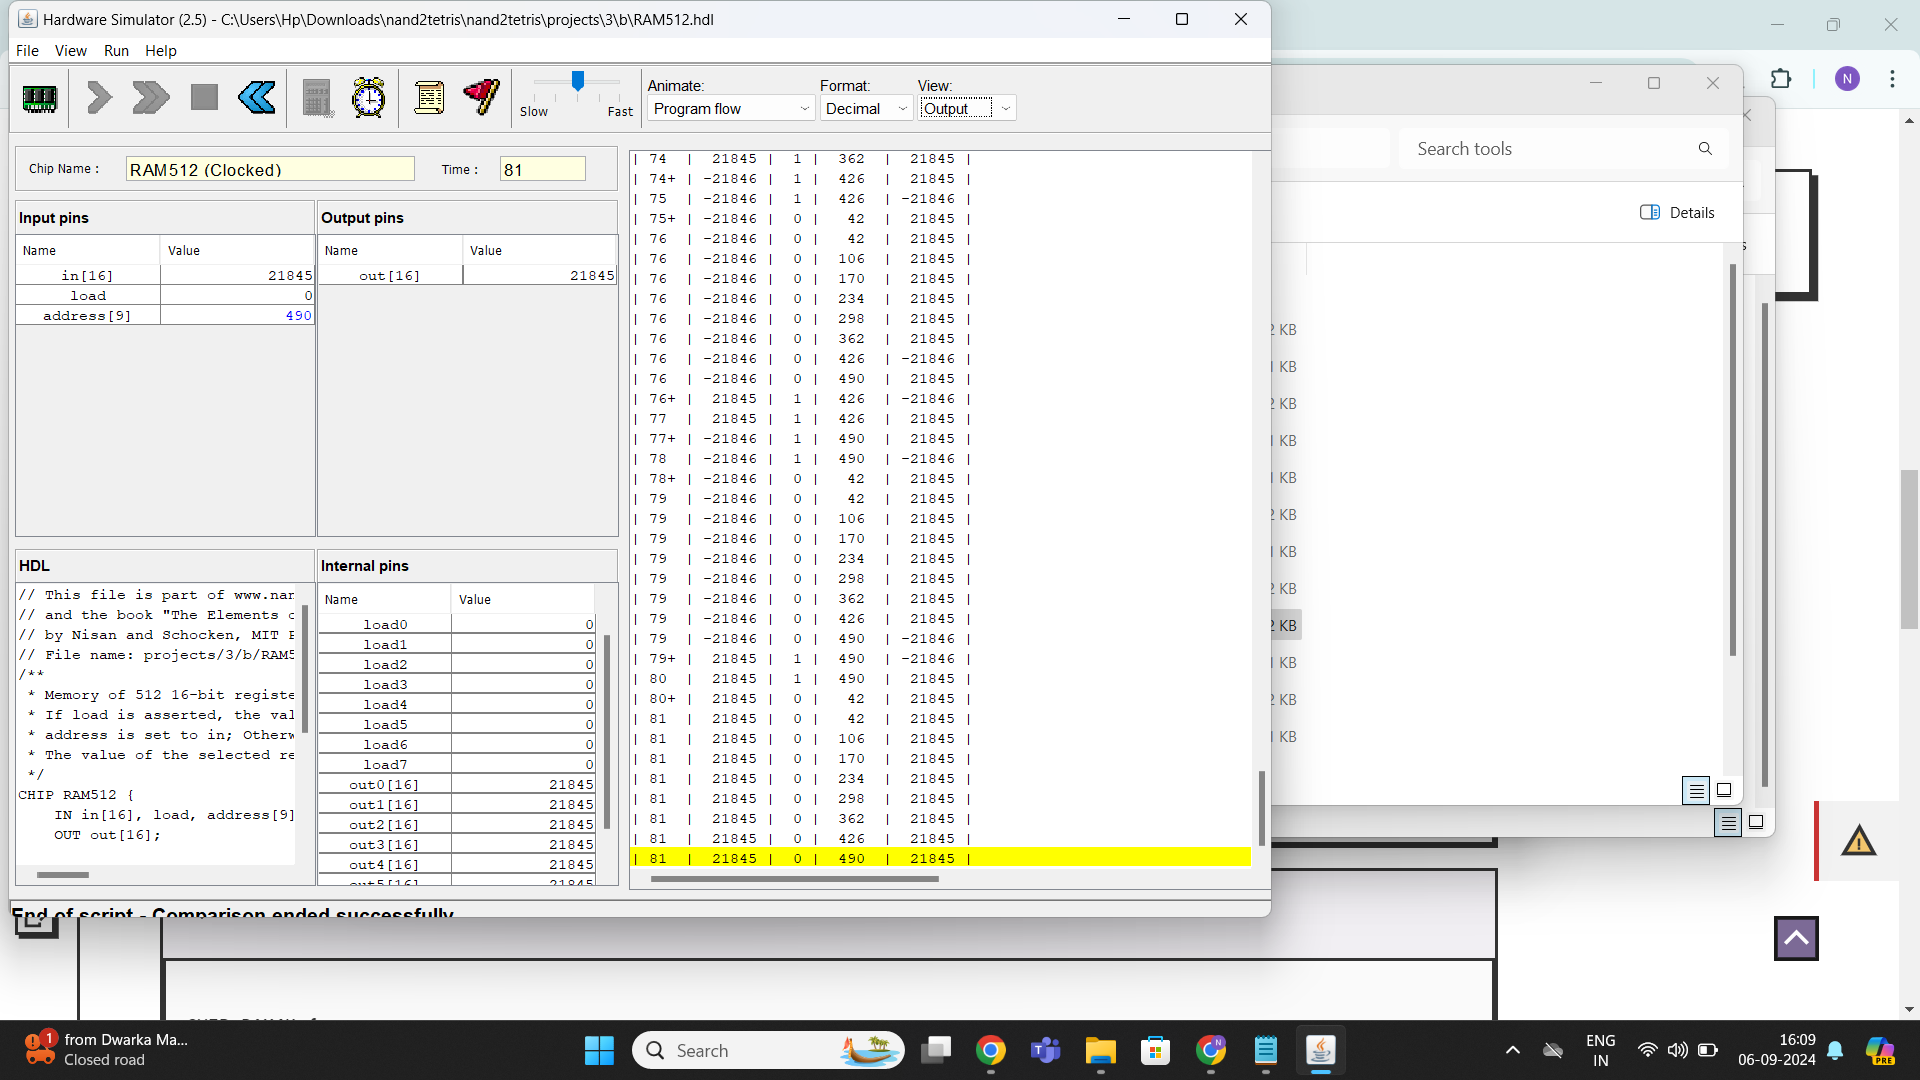 Hardware Simulator (2.5) - C:\Users\Hp\Downloads\nand2tetris\nand2tetris\projects\3\b\RAM512.hdl
File View Run Help
Slow Fast
Animate: Format: View:
Program flow Decimal Output
Chip Name : RAM512 (Clocked) Time : 81
Input pins
Name Value
in[16] 21845
load 0
address[9] 490
Output pins
Name Value
out[16] 21845
HDL
// This file is part of www.nan
// and the book "The Elements o
// by Nisan and Schocken, MIT P
// File name: projects/3/b/RAM5
/**
* Memory of 512 16-bit registe
* If load is asserted, the val
* address is set to in; Otherw
* The value of the selected re
*/
CHIP RAM512 {
IN in[16], load, address[9]
OUT out[16];
Internal pins
Name Value
load0 0
load1 0
load2 0
load3 0
load4 0
load5 0
load6 0
load7 0
out0[16] 21845
out1[16] 21845
out2[16] 21845
out3[16] 21845
out4[16] 21845
out5[16] 21845
| 74 | 21845 | 1 | 362 | 21845 |
| 74+ | -21846 | 1 | 426 | 21845 |
| 75 | -21846 | 1 | 426 | -21846 |
| 75+ | -21846 | 0 | 42 | 21845 |
| 76 | -21846 | 0 | 42 | 21845 |
| 76 | -21846 | 0 | 106 | 21845 |
| 76 | -21846 | 0 | 170 | 21845 |
| 76 | -21846 | 0 | 234 | 21845 |
| 76 | -21846 | 0 | 298 | 21845 |
| 76 | -21846 | 0 | 362 | 21845 |
| 76 | -21846 | 0 | 426 | -21846 |
| 76 | -21846 | 0 | 490 | 21845 |
| 76+ | 21845 | 1 | 426 | -21846 |
| 77 | 21845 | 1 | 426 | 21845 |
| 77+ | -21846 | 1 | 490 | 21845 |
| 78 | -21846 | 1 | 490 | -21846 |
| 78+ | -21846 | 0 | 42 | 21845 |
| 79 | -21846 | 0 | 42 | 21845 |
| 79 | -21846 | 0 | 106 | 21845 |
| 79 | -21846 | 0 | 170 | 21845 |
| 79 | -21846 | 0 | 234 | 21845 |
| 79 | -21846 | 0 | 298 | 21845 |
| 79 | -21846 | 0 | 362 | 21845 |
| 79 | -21846 | 0 | 426 | 21845 |
| 79 | -21846 | 0 | 490 | -21846 |
| 79+ | 21845 | 1 | 490 | -21846 |
| 80 | 21845 | 1 | 490 | 21845 |
| 80+ | 21845 | 0 | 42 | 21845 |
| 81 | 21845 | 0 | 42 | 21845 |
| 81 | 21845 | 0 | 106 | 21845 |
| 81 | 21845 | 0 | 170 | 21845 |
| 81 | 21845 | 0 | 234 | 21845 |
| 81 | 21845 | 0 | 298 | 21845 |
| 81 | 21845 | 0 | 362 | 21845 |
| 81 | 21845 | 0 | 426 | 21845 |
| 81 | 21845 | 0 | 490 | 21845 |
End of script - Comparison ended successfully
N
Search tools
Details
2 KB
1 KB
2 KB
1 KB
1 KB
2 KB
1 KB
2 KB
2 KB
1 KB
2 KB
1 KB
1
from Dwarka Ma...
Closed road
Search
N
ENG
IN
16:09
06-09-2024
PRE